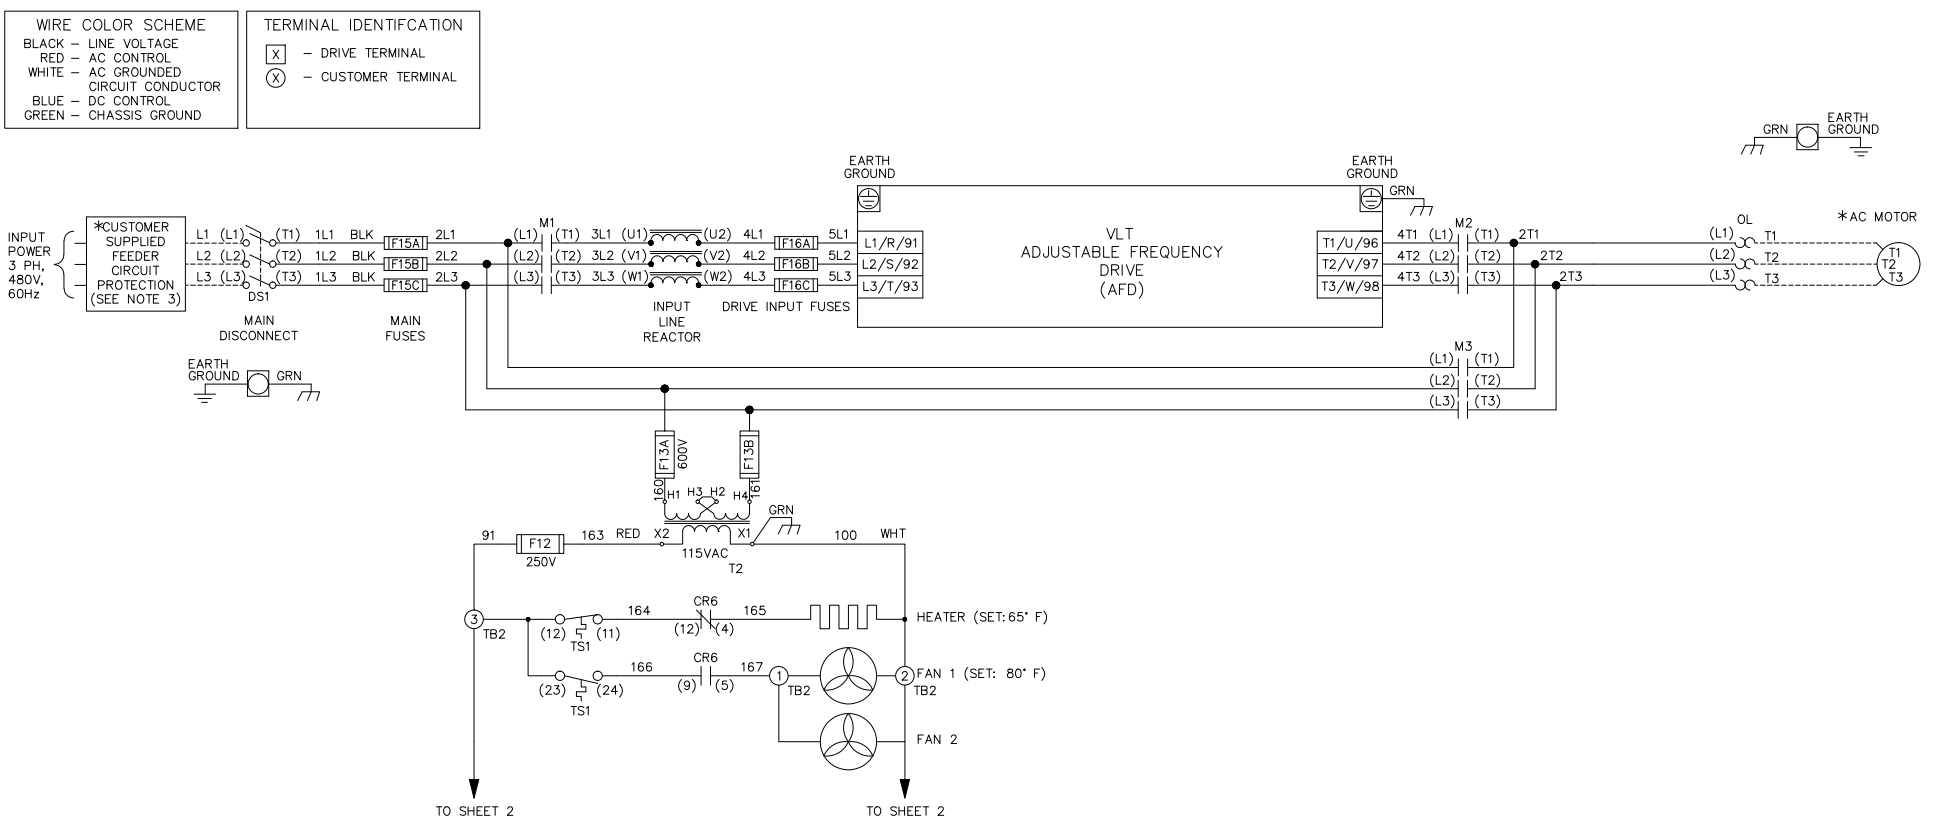 WIRE COLOR SCHEME
BLACK – LINE VOLTAGE
RED – AC CONTROL
WHITE – AC GROUNDED
CIRCUIT CONDUCTOR
BLUE – DC CONTROL
GREEN – CHASSIS GROUND
TERMINAL IDENTIFCATION
X – DRIVE TERMINAL
X – CUSTOMER TERMINAL
GRN
EARTH
GROUND
INPUT
POWER
3 PH,
480V,
60Hz
*CUSTOMER
SUPPLIED
FEEDER
CIRCUIT
PROTECTION
(SEE NOTE 3)
L1 (L1) (T1) 1L1 BLK F15A 2L1
L2 (L2) (T2) 1L2 BLK F15B 2L2
L3 (L3) (T3) 1L3 BLK F15C 2L3
DS1
MAIN
DISCONNECT
MAIN
FUSES
M1
(L1) (T1) 3L1 (U1) (U2) 4L1 F16A 5L1
(L2) (T2) 3L2 (V1) (V2) 4L2 F16B 5L2
(L3) (T3) 3L3 (W1) (W2) 4L3 F16C 5L3
INPUT
LINE
REACTOR
DRIVE INPUT FUSES
EARTH
GROUND
L1/R/91
L2/S/92
L3/T/93
VLT
ADJUSTABLE FREQUENCY
DRIVE
(AFD)
EARTH
GROUND
GRN
T1/U/96
T2/V/97
T3/W/98
M2
4T1 (L1) (T1) 2T1
4T2 (L2) (T2) 2T2
4T3 (L3) (T3) 2T3
OL
(L1) T1
(L2) T2
(L3) T3
*AC MOTOR
T1
T2
T3
M3
(L1) (T1)
(L2) (T2)
(L3) (T3)
EARTH
GROUND
GRN
F13A
600V
F13B
160
161
H1 H3 H2 H4
GRN
91 F12 163 RED X2 X1 100 WHT
250V
115VAC
T2
3
TB2
(12) (11)
TS1
164
CR6
(12) (4)
165
HEATER (SET:65° F)
(23) (24)
TS1
166
CR6
(9) (5)
167
1
TB2
2
TB2
FAN 1 (SET: 80° F)
FAN 2
TO SHEET 2
TO SHEET 2